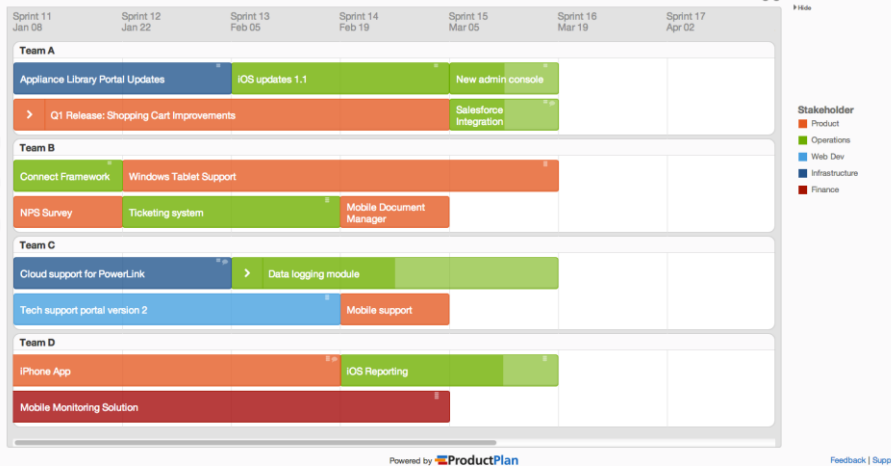 Sprint 11 Sprint 12 Sprint 13 Sprint 14 Sprint 15 Sprint 16 Sprint 17
Jan 08 Jan 22 Feb 05 Feb 19 Mar 05 Mar 19 Apr 02
Hide
Team A
Appliance Library Portal Updates
iOS updates 1.1
New admin console
Q1 Release: Shopping Cart Improvements
Salesforce
Integration
Team B
Connect Framework
Windows Tablet Support
NPS Survey
Ticketing system
Mobile Document
Manager
Team C
Cloud support for PowerLink
Data logging module
Tech support portal version 2
Mobile support
Team D
iPhone App
iOS Reporting
Mobile Monitoring Solution
Stakeholder
Product
Operations
Web Dev
Infrastructure
Finance
Powered by ProductPlan
Feedback | Supp